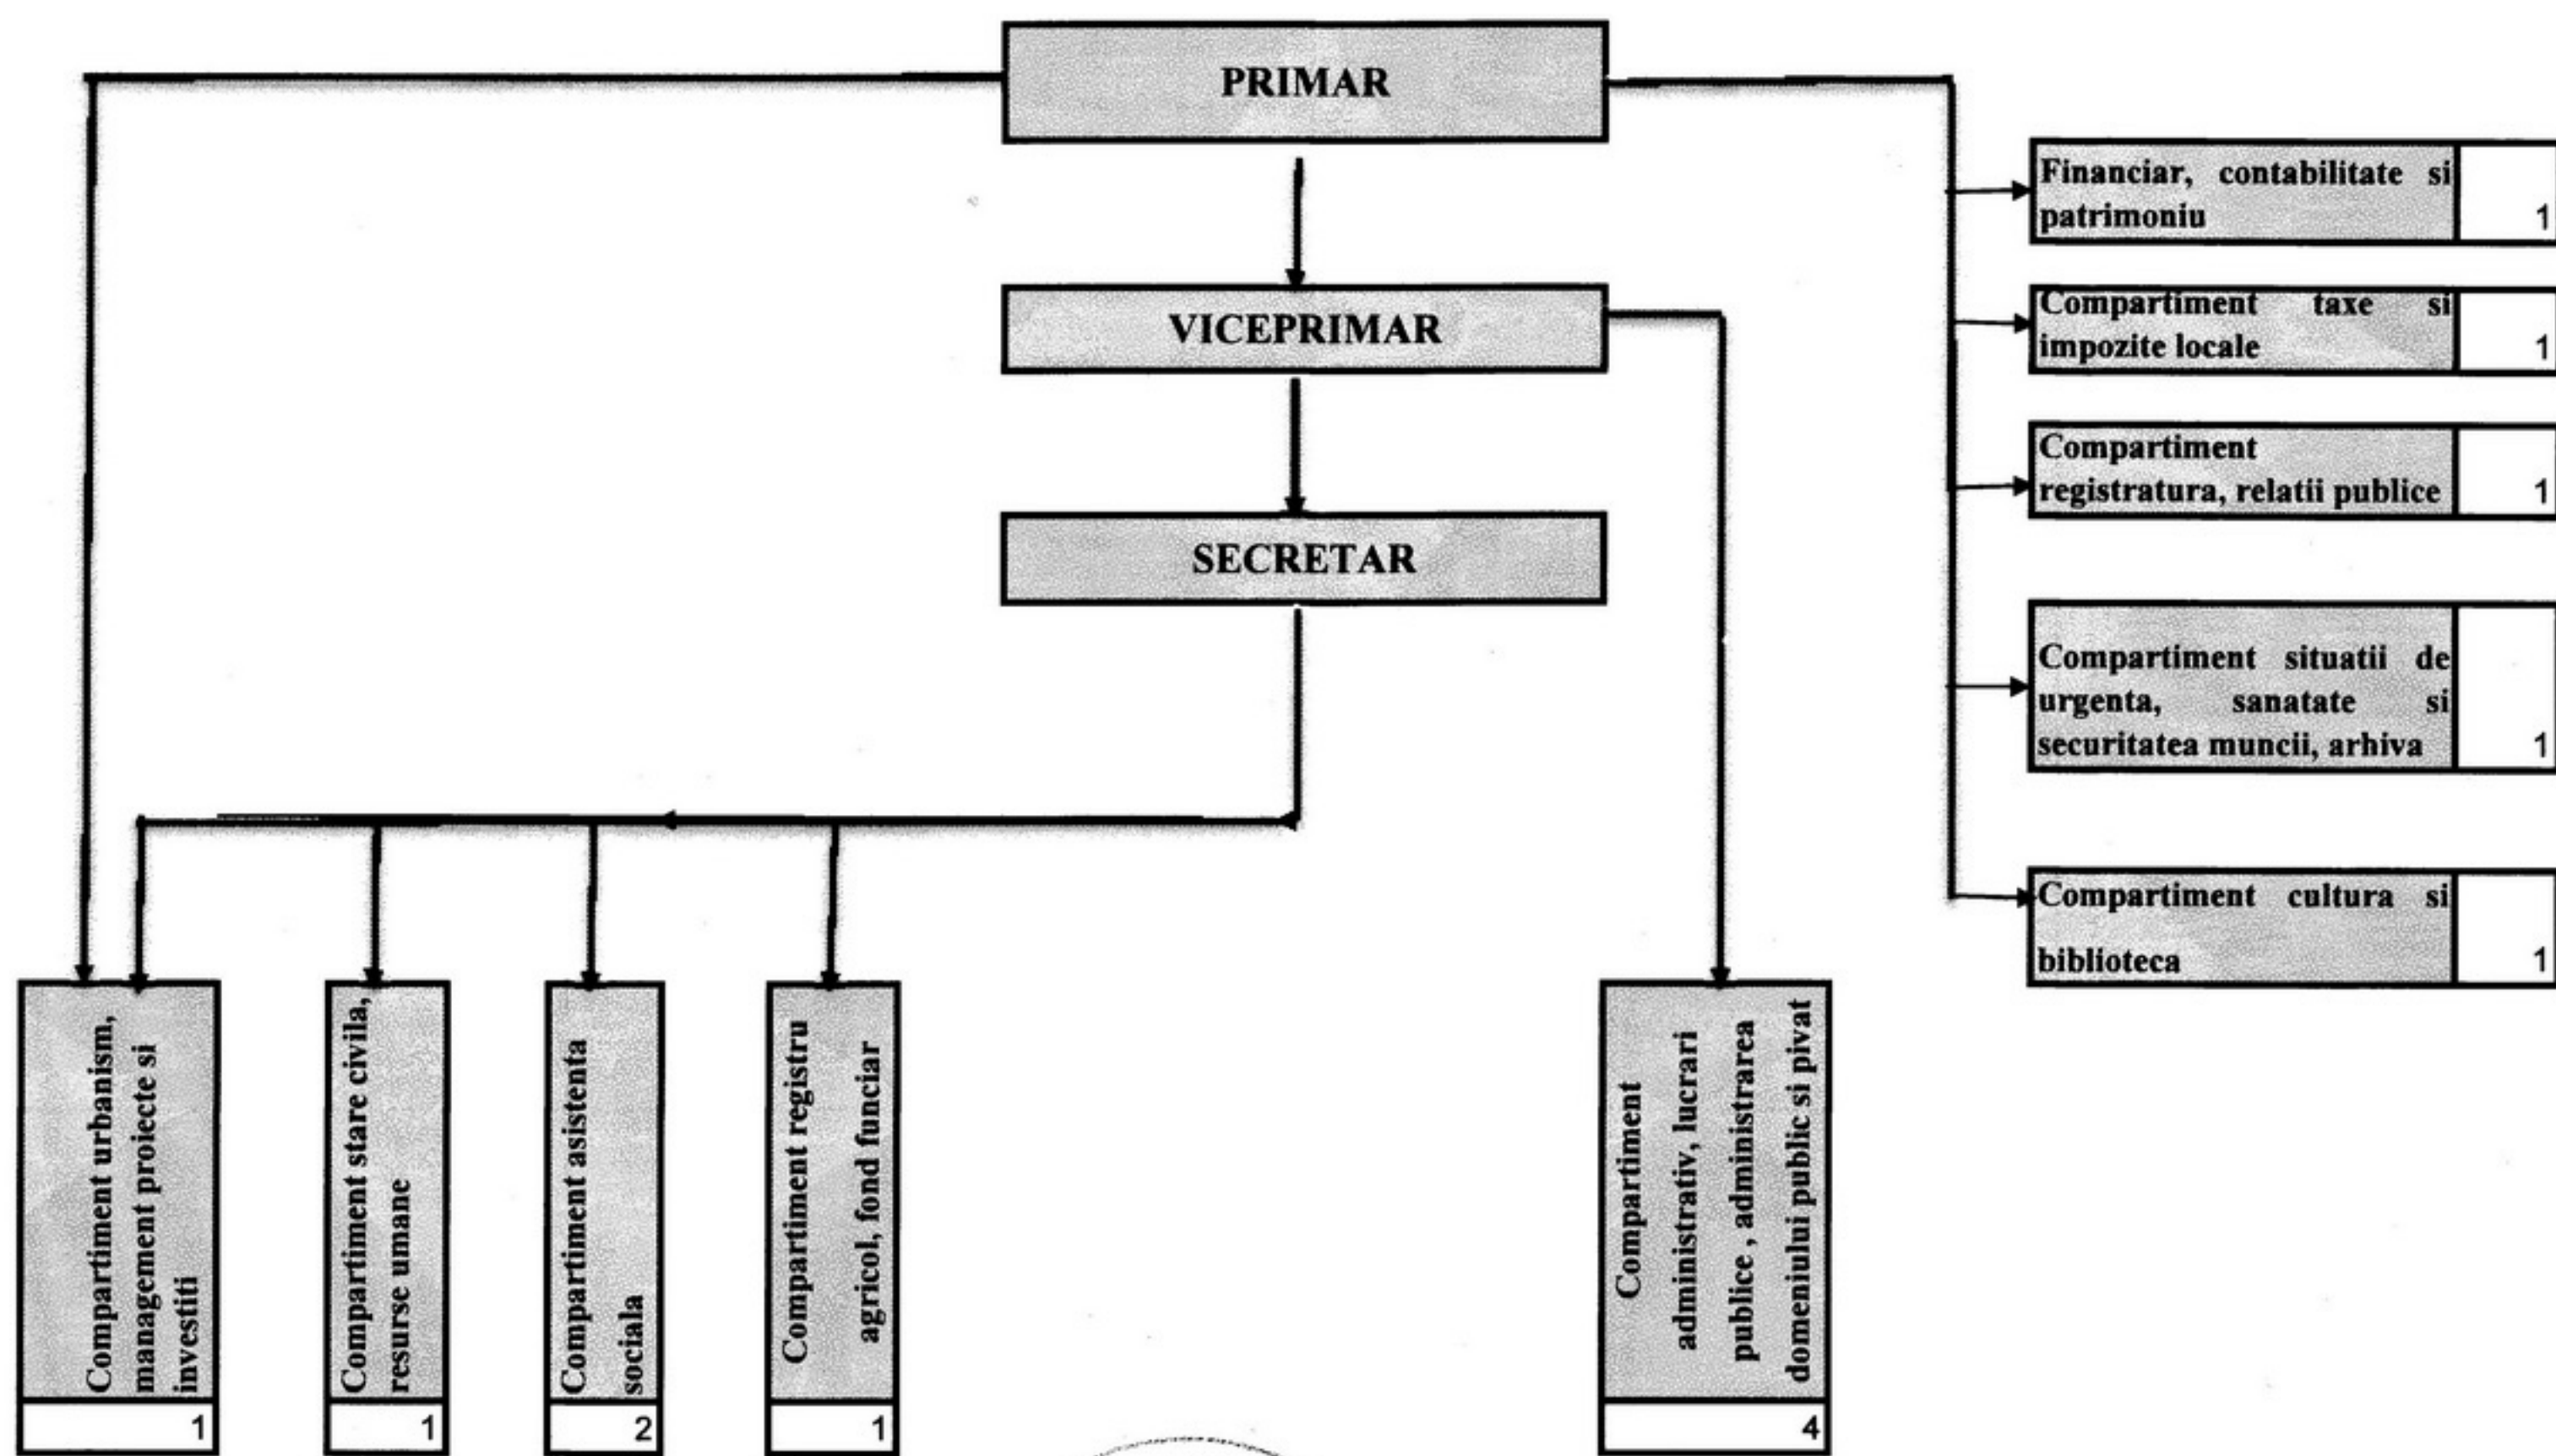 PRIMAR
Financiar, contabilitate si
patrimoniu
1
VICEPRIMAR
Compartiment taxe si
impozite locale
1
Compartiment
registratura, relatii publice
1
SECRETAR
Compartiment situatii de
urgenta, sanatate si
securitatea muncii, arhiva
1
Compartiment cultura si
biblioteca
1
Compartiment urbanism,
management proiecte si
investiti
1
Compartiment stare civila,
resurse umane
1
Compartiment asistenta
sociala
2
Compartiment registru
agricol, fond funciar
1
Compartiment
administrativ, lucrari
publice , administrarea
domeniului public si pivat
4